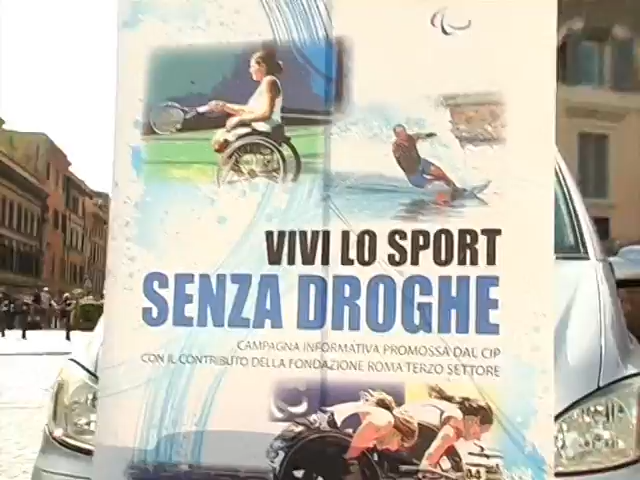 VIVI LO SPORT
SENZA DROGHE
CAMPAGNA INFORMATIVA PROMOSSA DAL CIP
CON IL CONTRIBUTO DELLA FONDAZIONE ROMA TERZO SETTORE